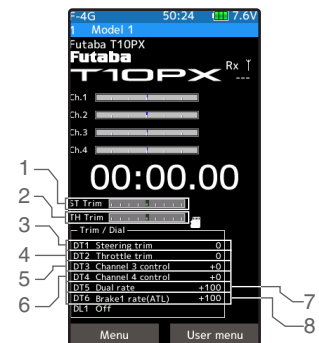 F-4G 50:24 7.6V
1 Model 1
Futaba T10PX
Futaba
T10PX
Rx
---
Ch.1
Ch.2
Ch.3
Ch.4
00:00.00
1
ST Trim
2
TH Trim
Trim / Dial
3
DT1 Steering trim 0
4
DT2 Throttle trim 0
5
DT3 Channel 3 control +0
6
DT4 Channel 4 control +0
DT5 Dual rate +100
7
DT6 Brake1 rate(ATL) +100
8
DL1 Off
Menu User menu